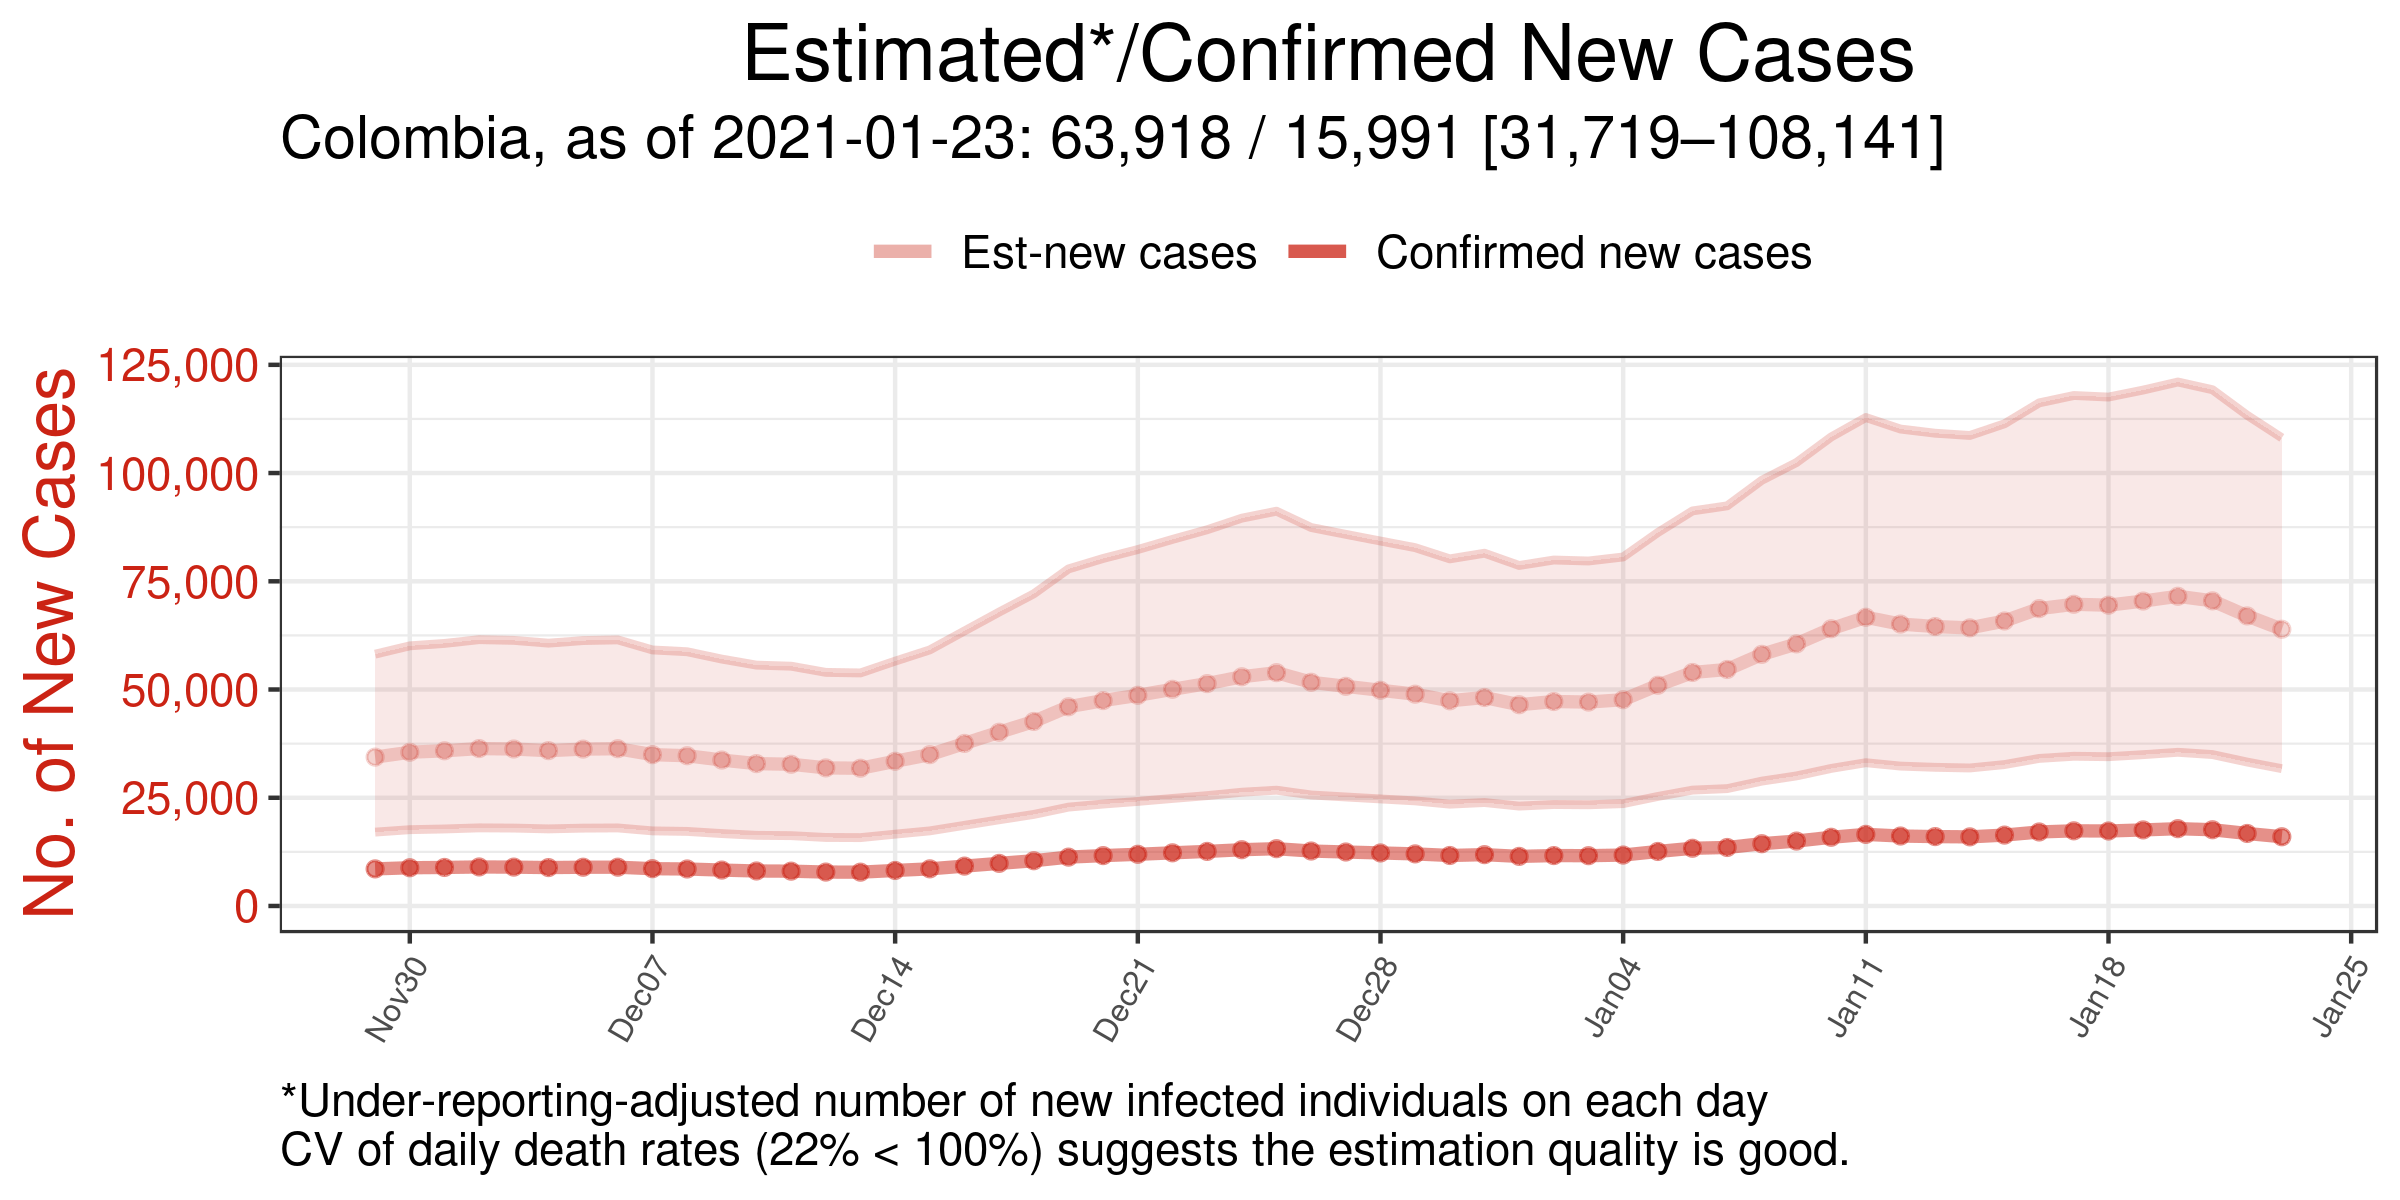 Estimated*/Confirmed New Cases
Colombia, as of 2021-01-23: 63,918 / 15,991 [31,719–108,141]
Est-new cases Confirmed new cases
No. of New Cases
125,000
100,000
75,000
50,000
25,000
0
Nov30 Dec07 Dec14 Dec21 Dec28 Jan04 Jan11 Jan18 Jan25
*Under-reporting-adjusted number of new infected individuals on each day
CV of daily death rates (22% < 100%) suggests the estimation quality is good.